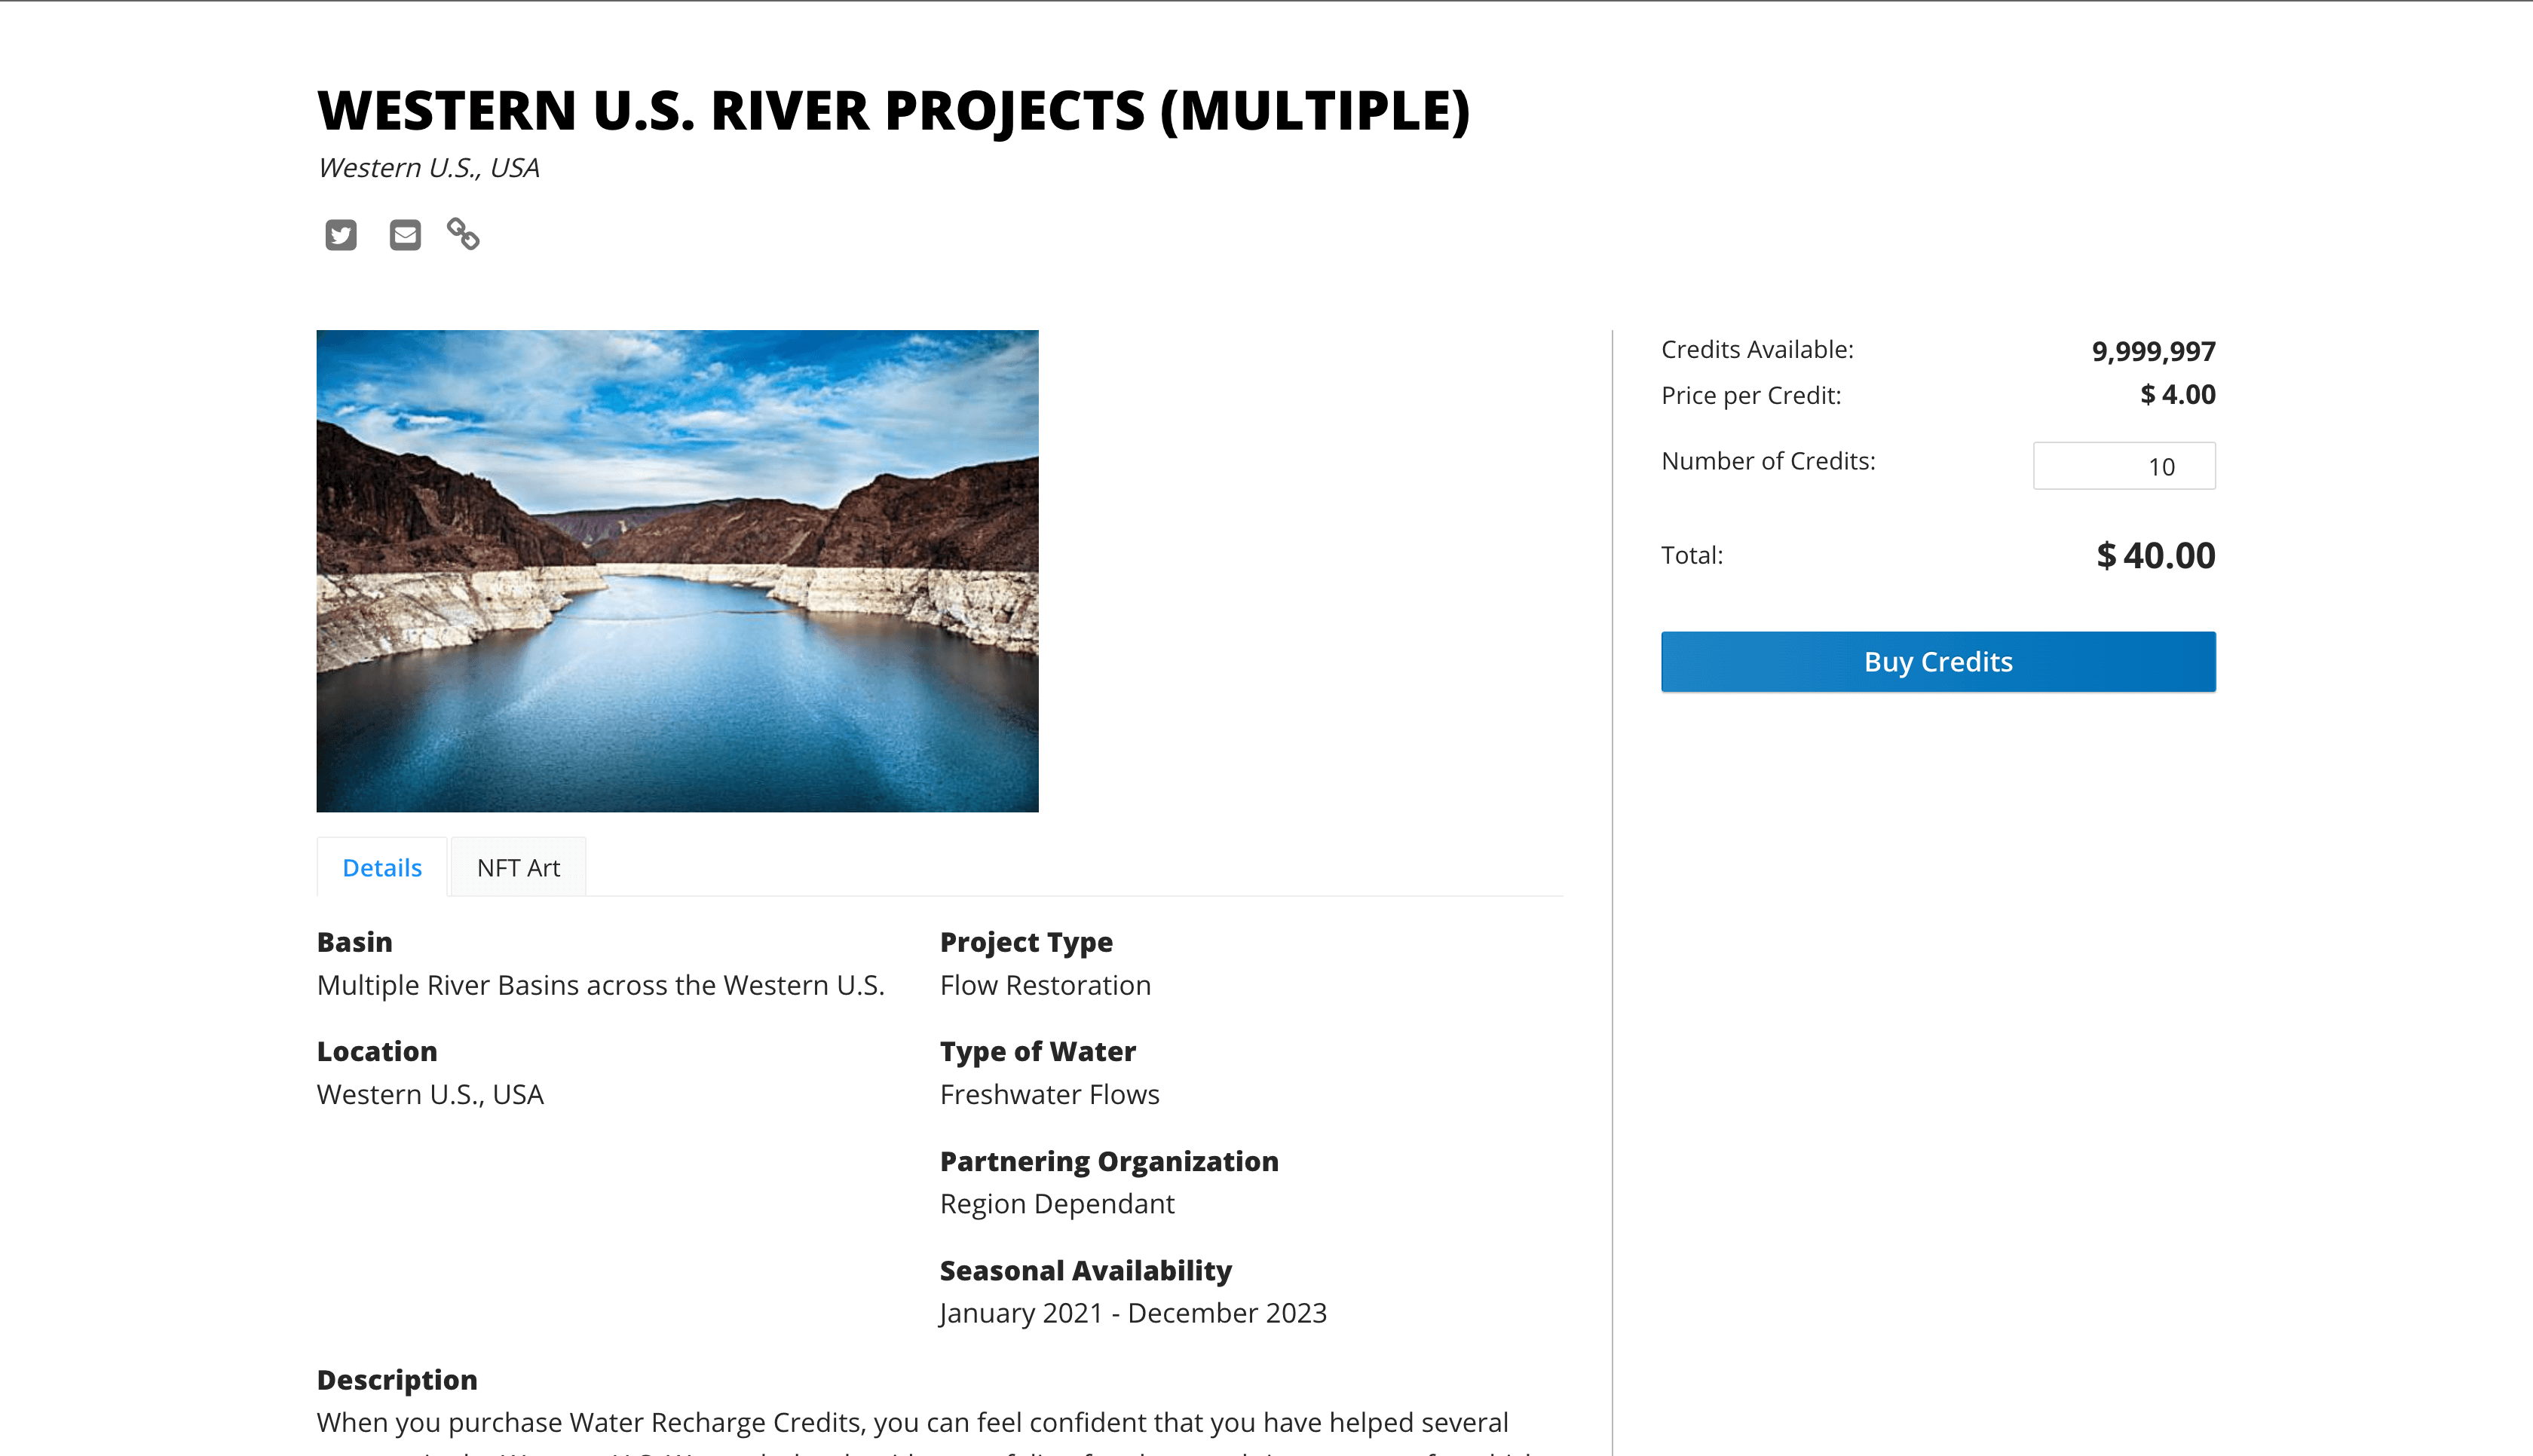 WESTERN U.S. RIVER PROJECTS (MULTIPLE)
Western U.S., USA
Credits Available: 9,999,997
Price per Credit: $ 4.00
Number of Credits: 10
Total: $ 40.00
Buy Credits
Details NFT Art
Basin
Multiple River Basins across the Western U.S.
Project Type
Flow Restoration
Location
Western U.S., USA
Type of Water
Freshwater Flows
Partnering Organization
Region Dependant
Seasonal Availability
January 2021 - December 2023
Description
When you purchase Water Recharge Credits, you can feel confident that you have helped several